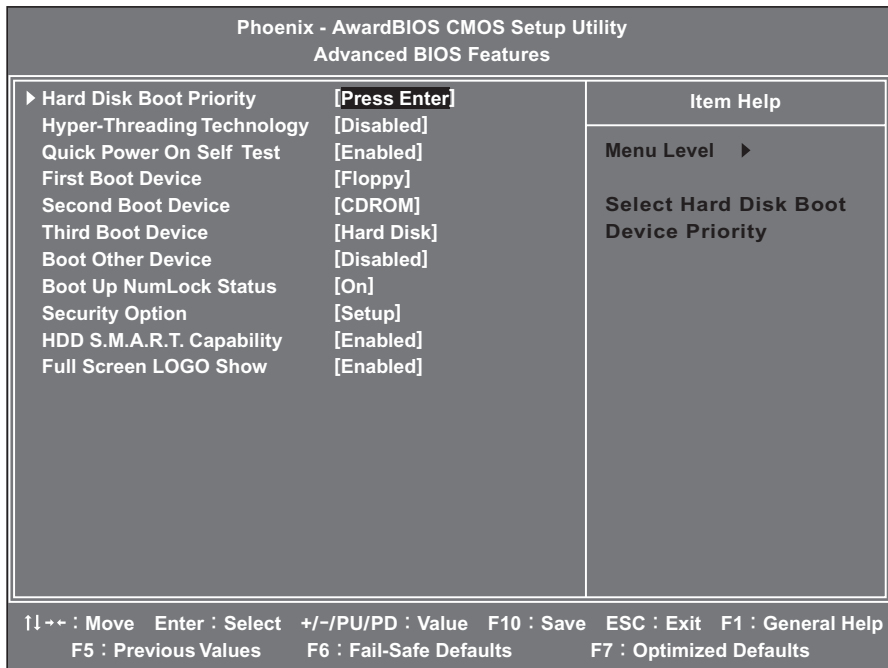 Phoenix - AwardBIOS CMOS Setup Utility
Advanced BIOS Features
Hard Disk Boot Priority [Press Enter]
Hyper-Threading Technology [Disabled]
Quick Power On Self Test [Enabled]
First Boot Device [Floppy]
Second Boot Device [CDROM]
Third Boot Device [Hard Disk]
Boot Other Device [Disabled]
Boot Up NumLock Status [On]
Security Option [Setup]
HDD S.M.A.R.T. Capability [Enabled]
Full Screen LOGO Show [Enabled]
Item Help
Menu Level
Select Hard Disk Boot
Device Priority
↑↓→← : Move Enter : Select +/-/PU/PD : Value F10 : Save ESC : Exit F1 : General Help
F5 : Previous Values F6 : Fail-Safe Defaults F7 : Optimized Defaults